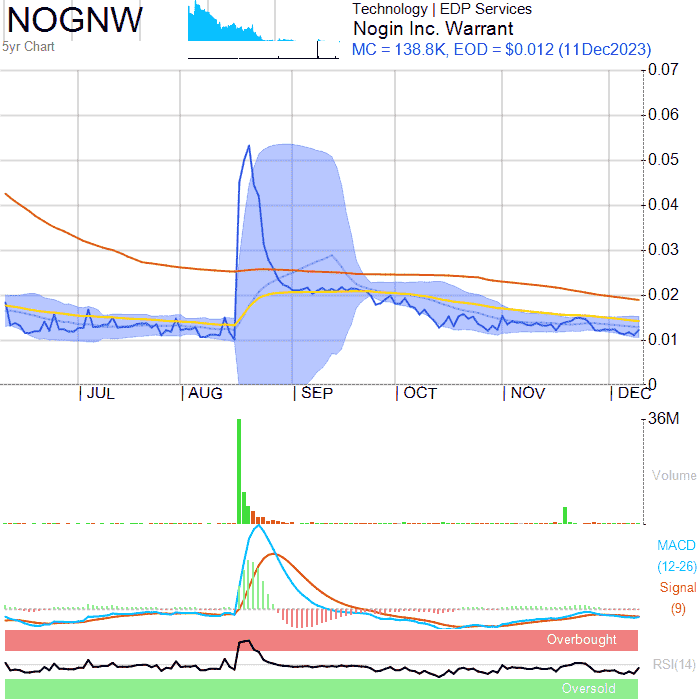 NOGNW
5yr Chart
Technology | EDP Services
Nogin Inc. Warrant
MC = 138.8K, EOD = $0.012 (11Dec2023)
0.07
0.06
0.05
0.04
0.03
0.02
0.01
0
JUL
AUG
SEP
OCT
NOV
DEC
36M
Volume
MACD
(12-26)
Signal
(9)
Overbought
RSI(14)
Oversold